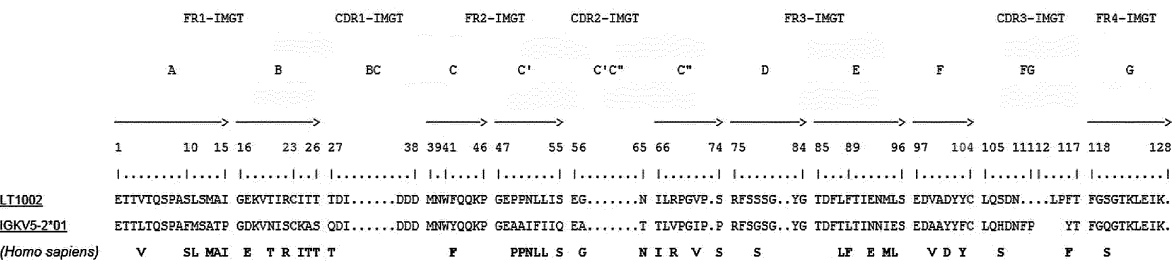 FR1-IMGT CDR1-IMGT FR2-IMGT CDR2-IMGT FR3-IMGT CDR3-IMGT FR4-IMGT
A B BC C C' C'C" C" D E F FG G
1 10 15 16 23 26 27 38 3941 46 47 55 56 65 66 74 75 84 85 89 96 97 104 105 11112 117 118 128
LT1002 ETTVTQSPASLSMAI GEKVTIRCITT TDI......DDD MNWFQQKP GEPPNLLIS EG.......N ILRPGVP.S RFSSSG..YG TDFLFTIENMLS EDVADYYC LQSDN...LPFT FGSGTKLEIK.
IGKV5-2*01 ETTLTQSPAFMSATP GDKVNISCKAS QDI......DDD MNWYQQKP GEAAIFIIQ EA.......T TLVPGIP.P RFSGSG..YG TDFTLTINNIES EDAAYYFC LQHDNFP YT FGQGTKLEIK.
(Homo sapiens) V SL MAI E T R ITT T F PPNLL S G N I R V S S LF E ML V D Y S F S